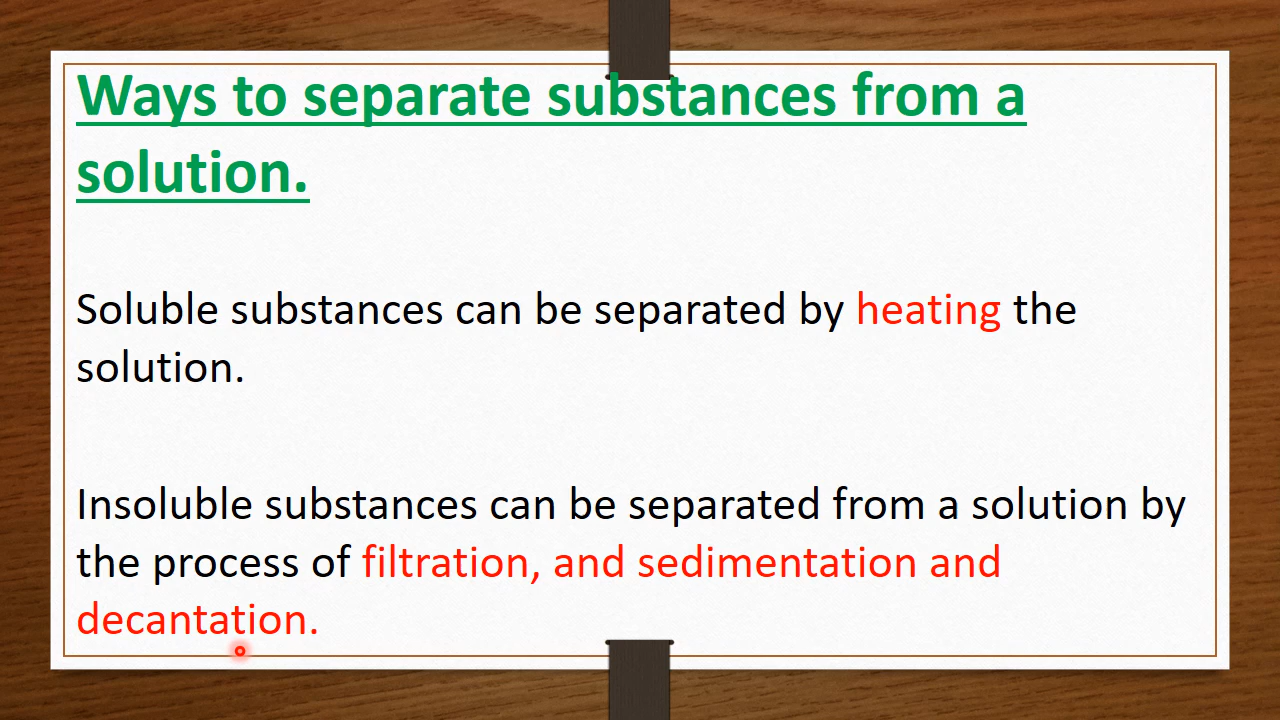 Ways to separate substances from a
solution.
Soluble substances can be separated by heating the
solution.
Insoluble substances can be separated from a solution by
the process of filtration, and sedimentation and
decantation.